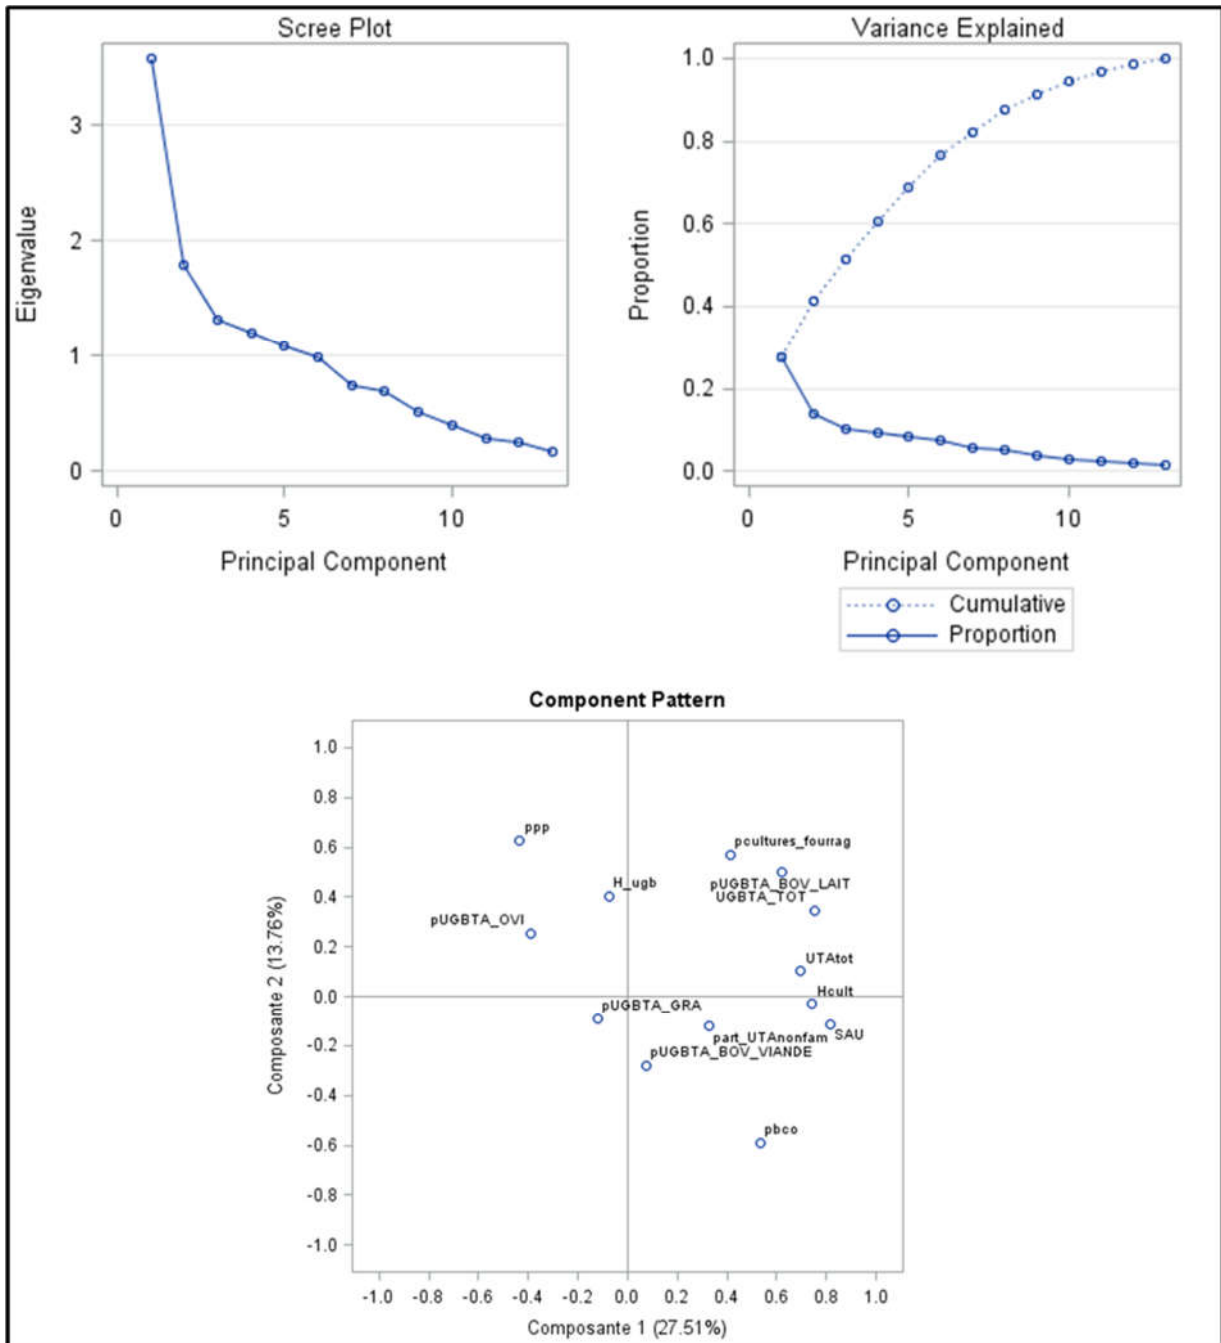 Scree Plot
Eigenvalue
3
2
1
0
0 5 10
Principal Component
Variance Explained
Proportion
1.0
0.8
0.6
0.4
0.2
0.0
0 5 10
Principal Component
Cumulative
Proportion
Component Pattern
Composante 2 (13.76%)
1.0
0.8
0.6
0.4
0.2
0.0
-0.2
-0.4
-0.6
-0.8
-1.0
ppp
pcultures_fourrag
H_ugb
pUGBTA_BOV_LAIT
UGBTA_TOT
pUGBTA_OVI
UTAtot
Hcult
pUGBTA_GRA
part_UTAnonfam
SAU
pUGBTA_BOV_VIANDE
pbco
-1.0 -0.8 -0.6 -0.4 -0.2 0.0 0.2 0.4 0.6 0.8 1.0
Composante 1 (27.51%)